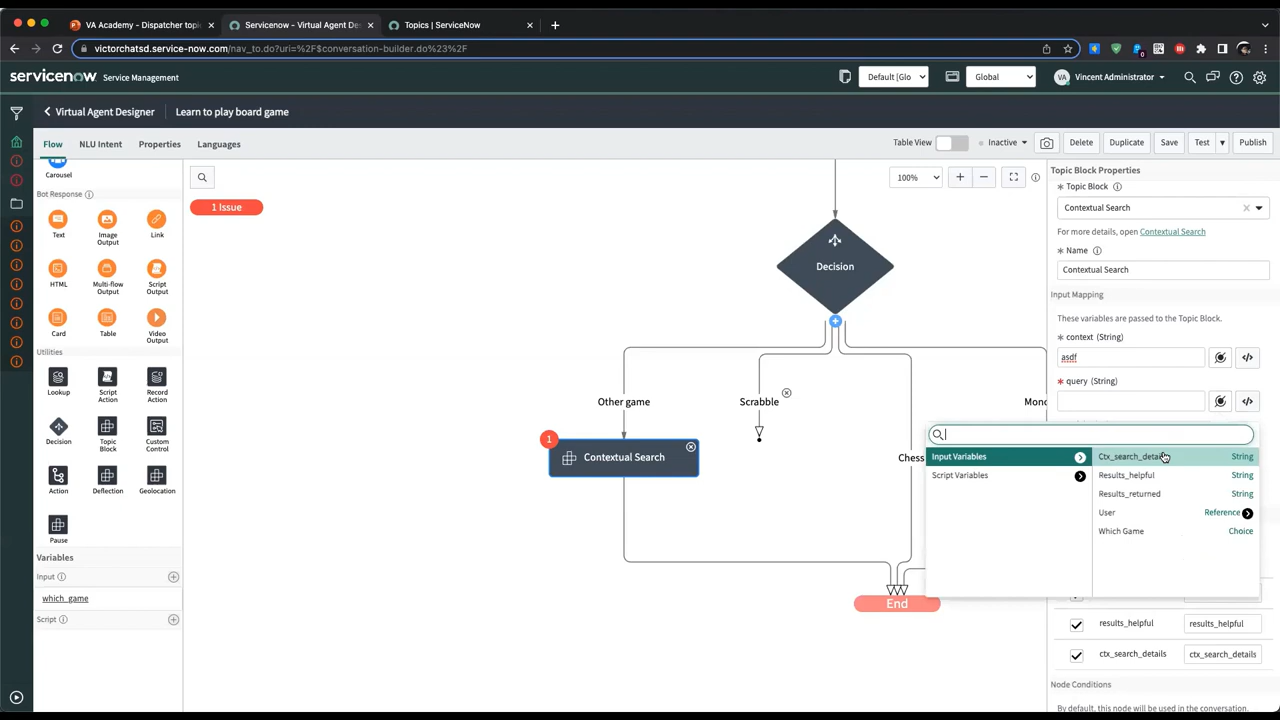 VA Academy - Dispatcher topi
Servicenow - Virtual Agent Des
Topics | ServiceNow
victorchatsd.service-now.com/nav_to.do?uri=%2F$conversation-builder.do%23%2F
servicenow
Service Management
Default [Glo
Global
VA
Vincent Administrator
Virtual Agent Designer
Learn to play board game
Flow
NLU Intent
Properties
Languages
Table View
Inactive
Delete
Duplicate
Save
Test
Publish
Carousel
Bot Response
Text
Image Output
Link
HTML
Multi-flow Output
Script Output
Card
Table
Video Output
Utilities
Lookup
Script Action
Record Action
Decision
Topic Block
Custom Control
Action
Deflection
Geolocation
Pause
Variables
Input
which_game
Script
1 Issue
100%
Decision
Other game
Scrabble
Chess
Mono
1
Contextual Search
End
Topic Block Properties
Topic Block
Contextual Search
For more details, open Contextual Search
Name
Contextual Search
Input Mapping
These variables are passed to the Topic Block.
context (String)
asdf
query (String)
Input Variables
Script Variables
Ctx_search_details String
Results_helpful String
Results_returned String
User Reference
Which Game Choice
results_helpful results_helpful
ctx_search_details ctx_search_details
Node Conditions
By default, this node will be used in the conversation.